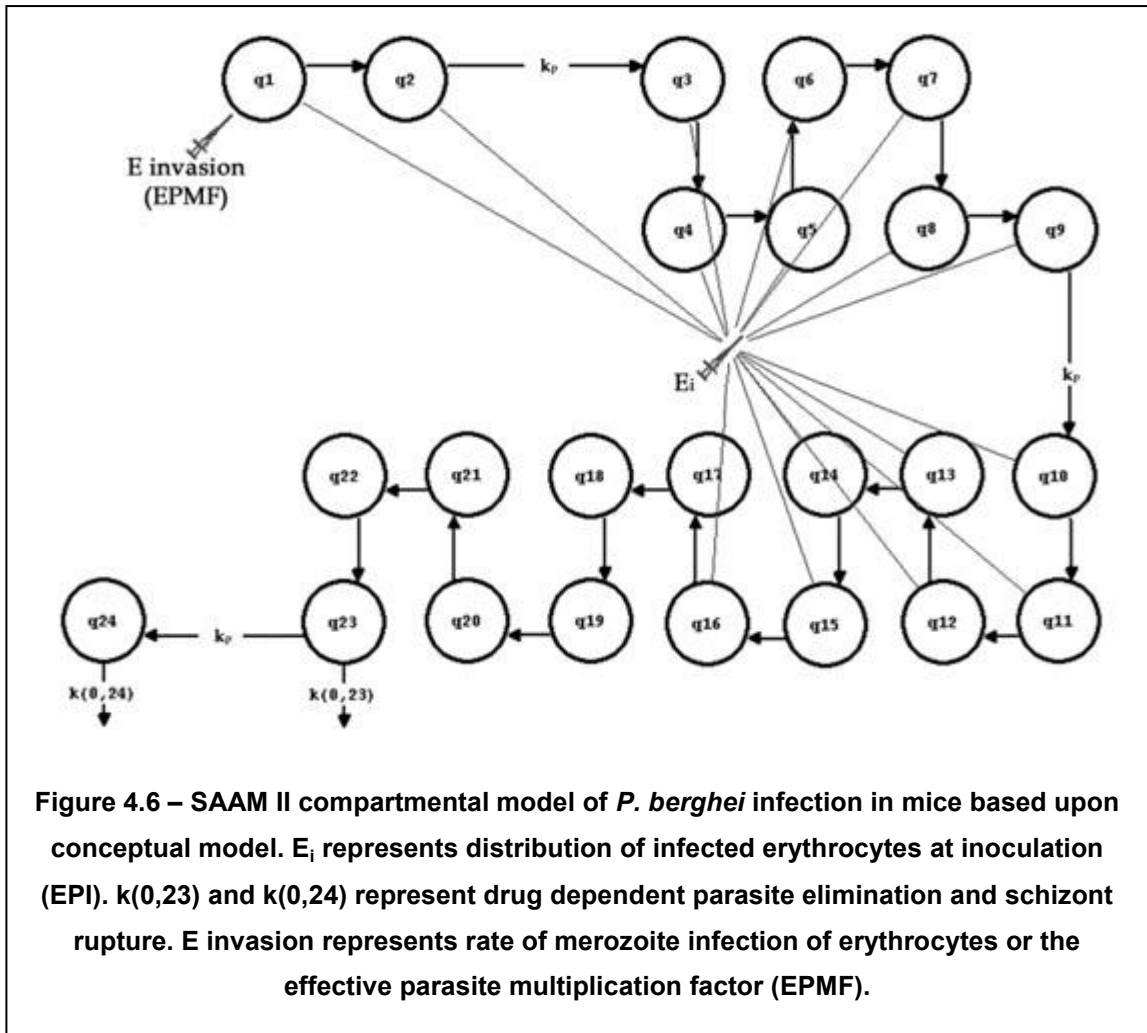 q1
q2
kₚ
q3
q6
q7
E invasion
(EPMF)
q4
q5
q8
q9
Eᵢ
kₚ
q22
q21
q18
q17
q14
q13
q10
q24
kₚ
q23
q20
q19
q16
q15
q12
q11
k(0,24)
k(0,23)
Figure 4.6 – SAAM II compartmental model of P. berghei infection in mice based upon
conceptual model. Eᵢ represents distribution of infected erythrocytes at inoculation
(EPI). k(0,23) and k(0,24) represent drug dependent parasite elimination and schizont
rupture. E invasion represents rate of merozoite infection of erythrocytes or the
effective parasite multiplication factor (EPMF).